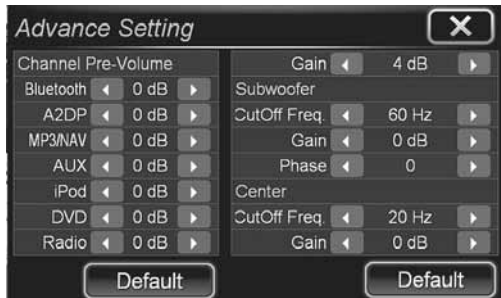 Advance Setting X
Channel Pre-Volume
Bluetooth 0 dB
A2DP 0 dB
MP3/NAV 0 dB
AUX 0 dB
iPod 0 dB
DVD 0 dB
Radio 0 dB
Default
Gain 4 dB
Subwoofer
CutOff Freq. 60 Hz
Gain 0 dB
Phase 0
Center
CutOff Freq. 20 Hz
Gain 0 dB
Default